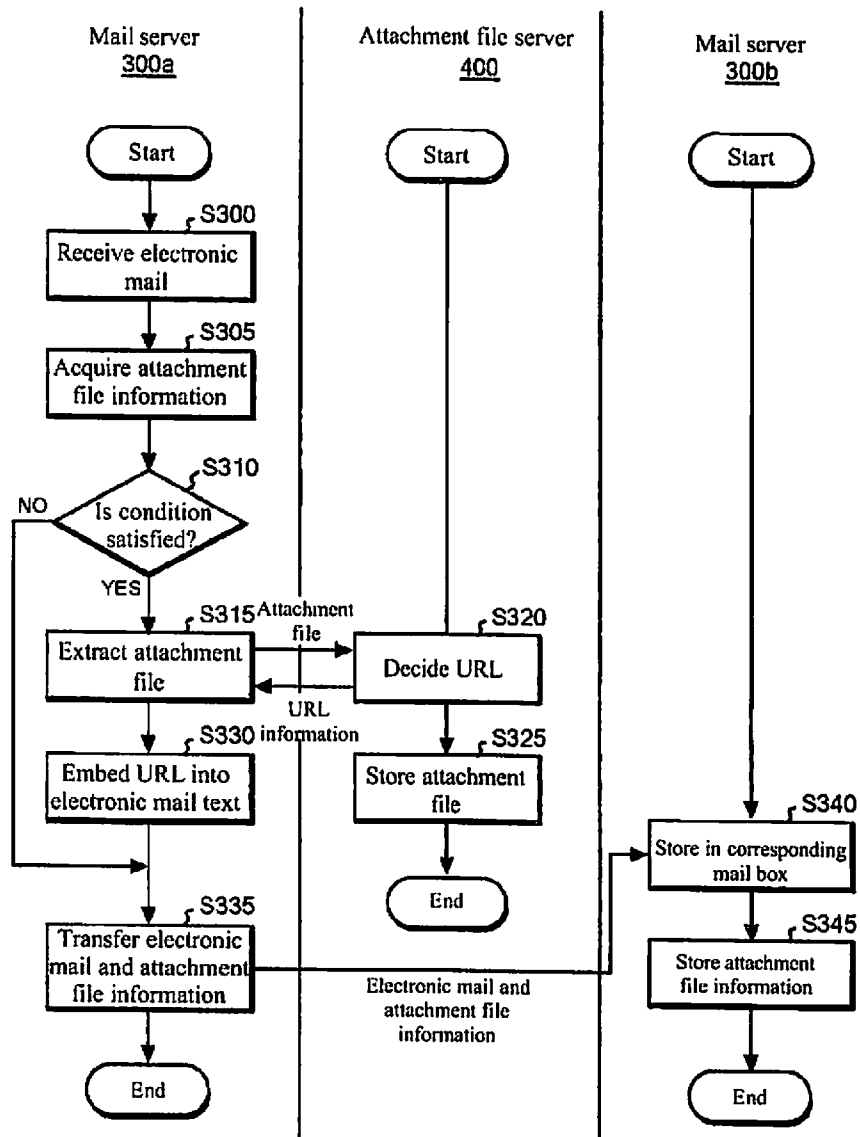 Mail server
300a
Attachment file server
400
Mail server
300b
Start
Start
Start
S300
Receive electronic
mail
S305
Acquire attachment
file information
S310
NO
Is condition
satisfied?
YES
S315
Attachment
file
S320
Extract attachment
file
Decide URL
URL
information
S330
Embed URL into
electronic mail text
S325
Store attachment
file
S340
Store in corresponding
mail box
End
S335
Transfer electronic
mail and attachment
file information
Electronic mail and
attachment file
information
S345
Store attachment
file information
End
End